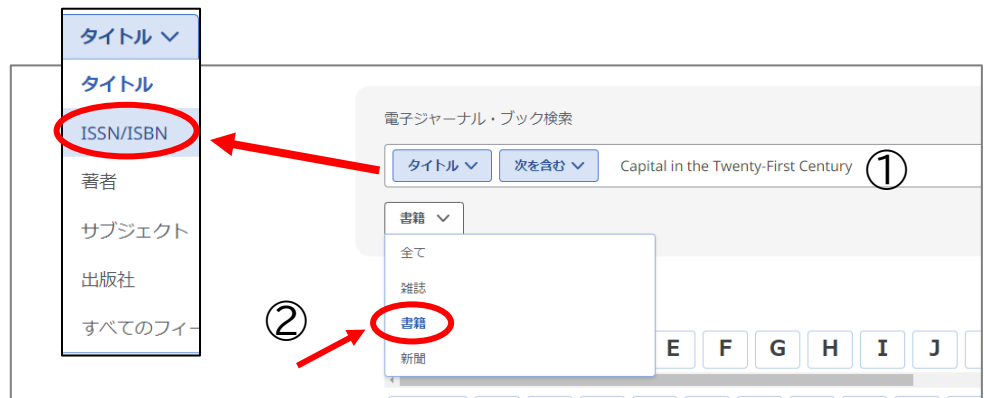 タイトル
タイトル
ISSN/ISBN
著者
サブジェクト
出版社
すべてのフィー
電子ジャーナル・ブック検索
タイトル 次を含む Capital in the Twenty-First Century ①
書籍
全て
雑誌
② 書籍
新聞
E F G H I J